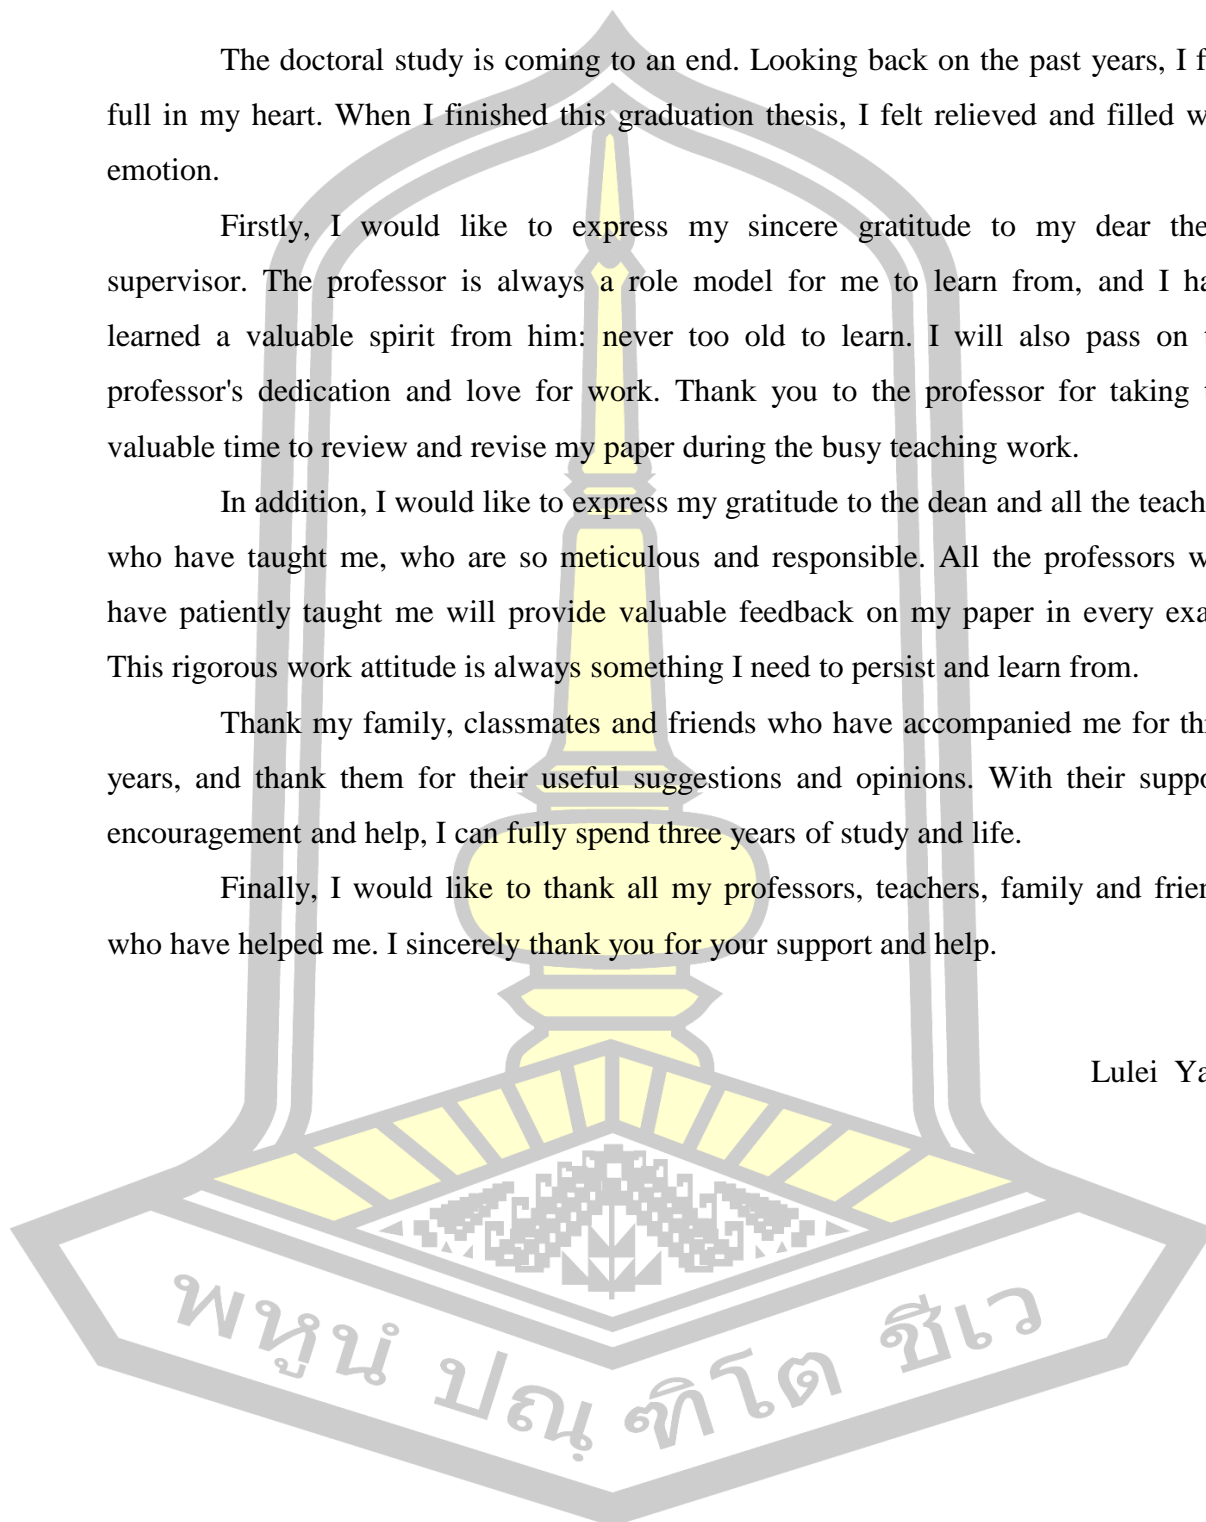 The doctoral study is coming to an end. Looking back on the past years, I f
full in my heart. When I finished this graduation thesis, I felt relieved and filled w
emotion.
Firstly, I would like to express my sincere gratitude to my dear the
supervisor. The professor is always a role model for me to learn from, and I ha
learned a valuable spirit from him: never too old to learn. I will also pass on t
professor's dedication and love for work. Thank you to the professor for taking t
valuable time to review and revise my paper during the busy teaching work.
In addition, I would like to express my gratitude to the dean and all the teach
who have taught me, who are so meticulous and responsible. All the professors w
have patiently taught me will provide valuable feedback on my paper in every exa
This rigorous work attitude is always something I need to persist and learn from.
Thank my family, classmates and friends who have accompanied me for thr
years, and thank them for their useful suggestions and opinions. With their suppo
encouragement and help, I can fully spend three years of study and life.
Finally, I would like to thank all my professors, teachers, family and frien
who have helped me. I sincerely thank you for your support and help.
Lulei Ya
พหูนํ ปณฺฑิโต ชีเว